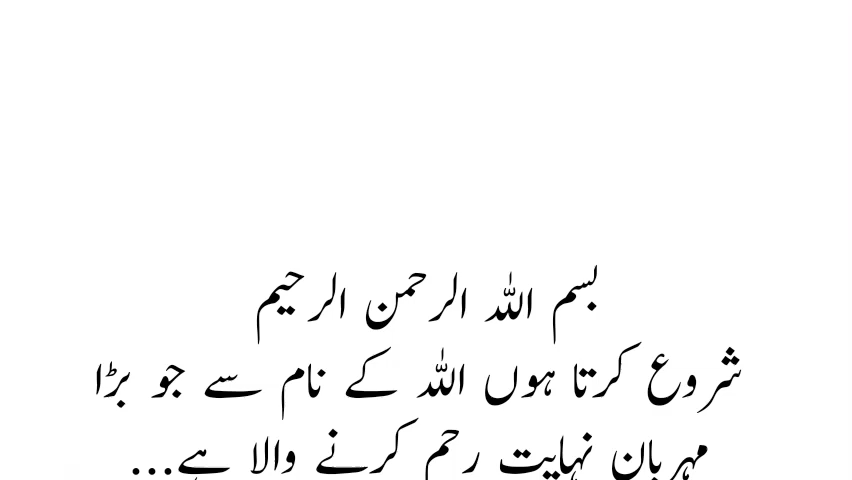 بسم اللہ الرحمن الرحیم
شروع کرتا ہوں اللہ کے نام سے جو بڑا
مہربان نہایت رحم کرنے والا ہے...